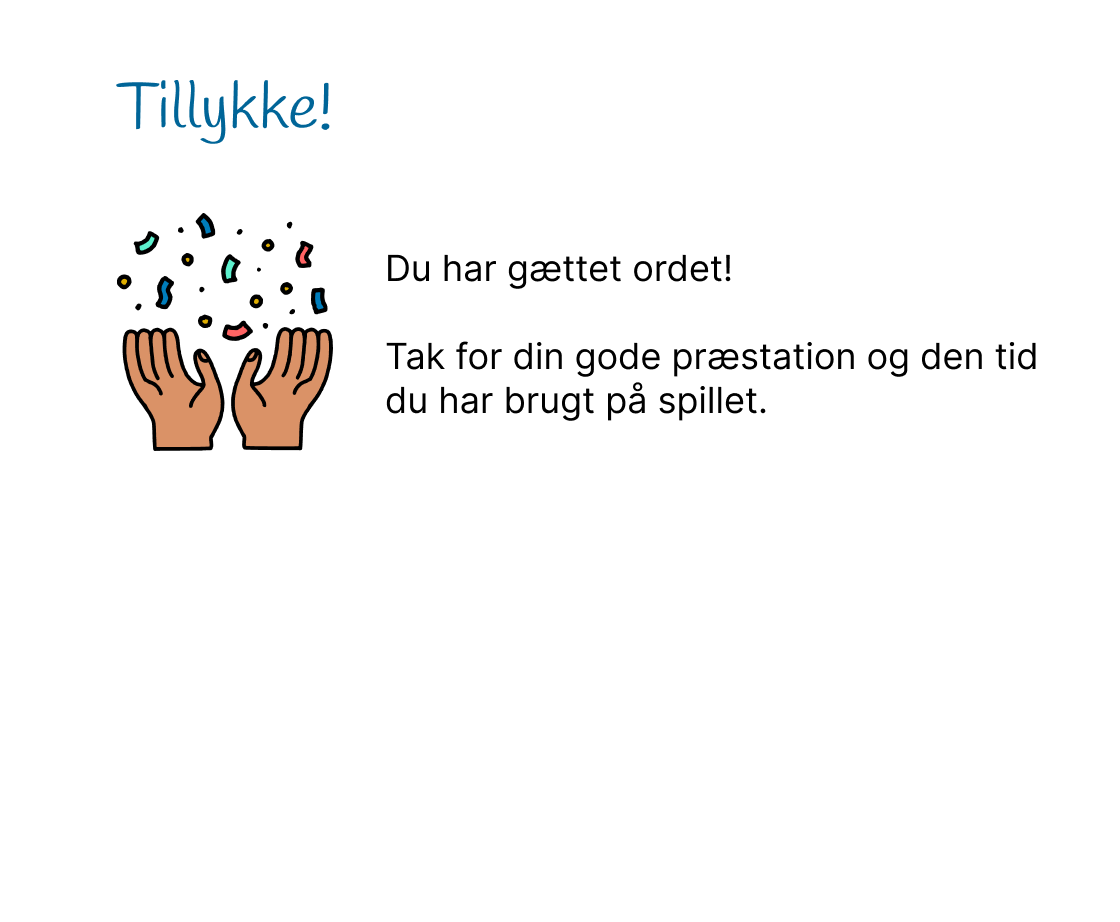 Tillykke!
Du har gættet ordet!
Tak for din gode præstation og den tid
du har brugt på spillet.